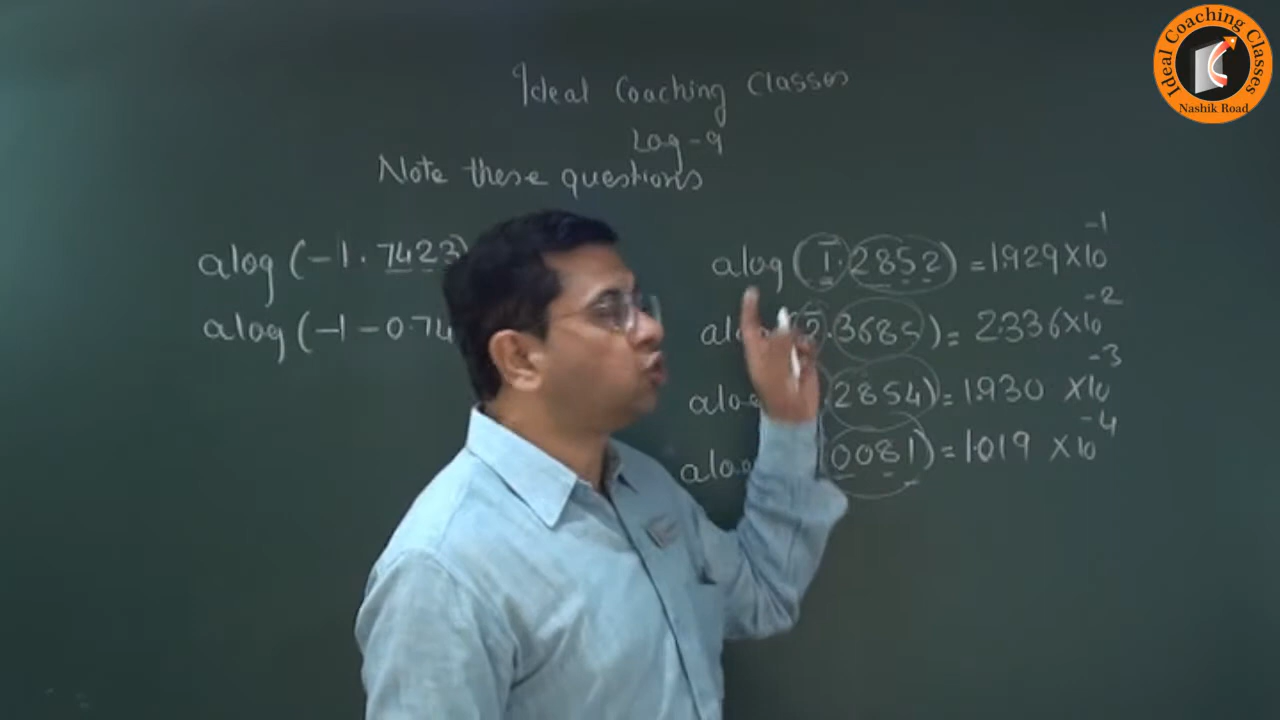 Ideal Coaching Classes
Log-9
Note these questions
alog (-1.7423)
alog (-1-0.74
alog (1̅.2852) = 1.929 × 10⁻¹
2̅.3685) = 2.336 × 10⁻²
2854) = 1.930 × 10⁻³
0081) = 1.019 × 10⁻⁴
Ideal Coaching Classes
Nashik Road